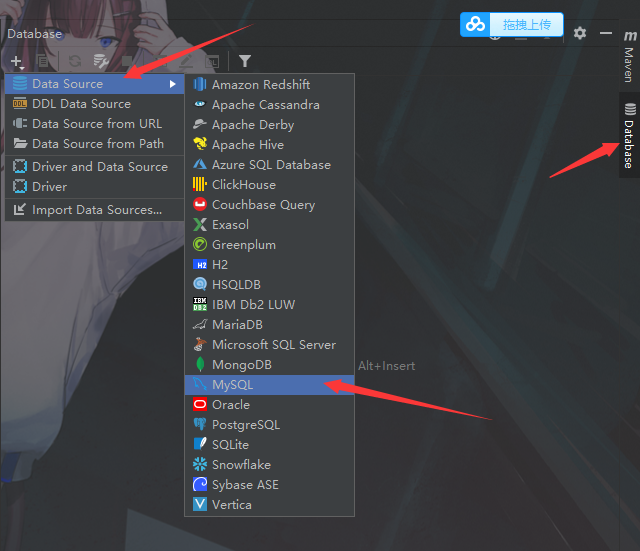 Database
拖拽上传
Maven
Database
Data Source
DDL Data Source
Data Source from URL
Data Source from Path
Driver and Data Source
Driver
Import Data Sources...
Amazon Redshift
Apache Cassandra
Apache Derby
Apache Hive
Azure SQL Database
ClickHouse
Couchbase Query
Exasol
Greenplum
H2
H2
HSQLDB
IBM
DB2
IBM Db2 LUW
MariaDB
Microsoft SQL Server
MongoDB
Alt+Insert
MySQL
Oracle
PostgreSQL
SQLite
Snowflake
Sybase ASE
Vertica